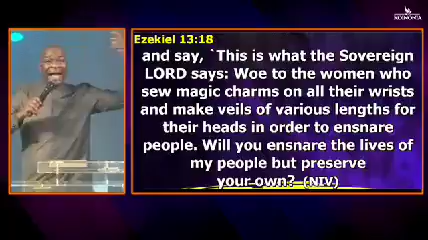 KOINONIA
Ezekiel 13:18
and say, `This is what the Sovereign
LORD says: Woe to the women who
sew magic charms on all their wrists
and make veils of various lengths for
their heads in order to ensnare
people. Will you ensnare the lives of
my people but preserve
your own? (NIV)